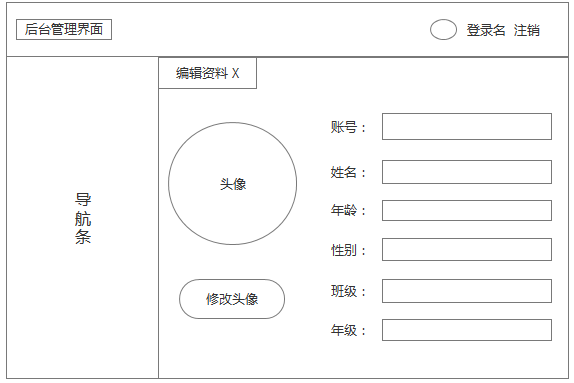 后台管理界面
登录名 注销
编辑资料 X
导航条
头像
修改头像
账号：
姓名：
年龄：
性别：
班级：
年级：